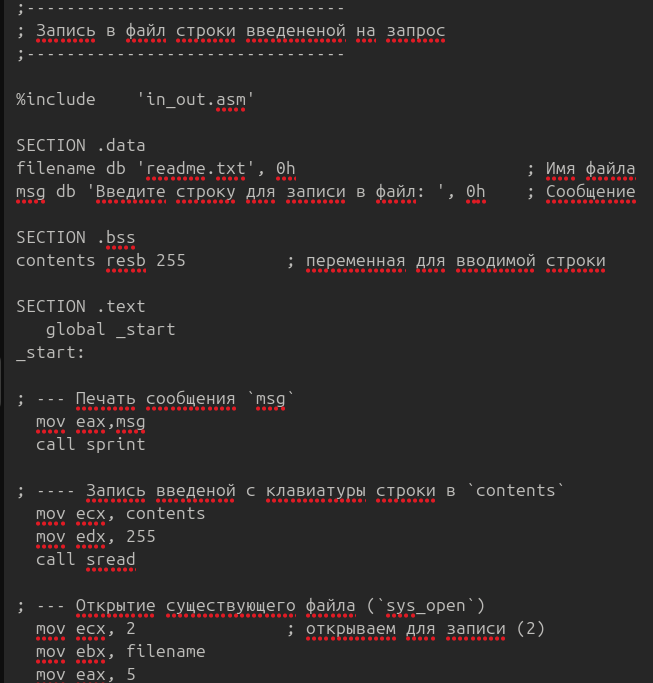 ;--------------------------------
; Запись в файл строки введененой на запрос
;--------------------------------
%include    'in_out.asm'
SECTION .data
filename db 'readme.txt', 0h                       ; Имя файла
msg db 'Введите строку для записи в файл: ', 0h    ; Сообщение
SECTION .bss
contents resb 255          ; переменная для вводимой строки
SECTION .text
   global _start
_start:
; --- Печать сообщения `msg`
  mov eax,msg
  call sprint
; ---- Запись введеной с клавиатуры строки в `contents`
  mov ecx, contents
  mov edx, 255
  call sread
; --- Открытие существующего файла (`sys_open`)
  mov ecx, 2               ; открываем для записи (2)
  mov ebx, filename
  mov eax, 5